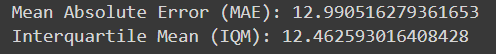 Mean Absolute Error (MAE): 12.990516279361653
Interquartile Mean (IQM): 12.462593016408428